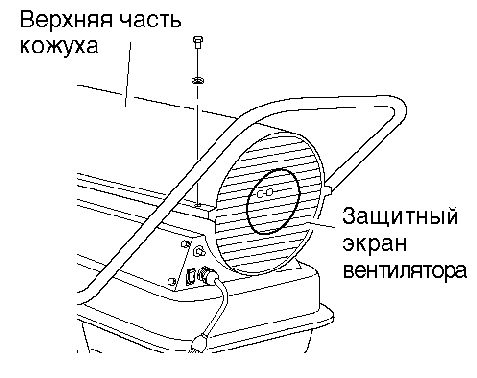 Верхняя часть
кожуха
Защитный
экран
вентилятора